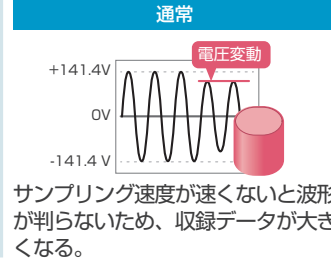 通常
電圧変動
+141.4V
0V
-141.4 V
サンプリング速度が速くないと波形
が判らないため、収録データが大き
くなる。